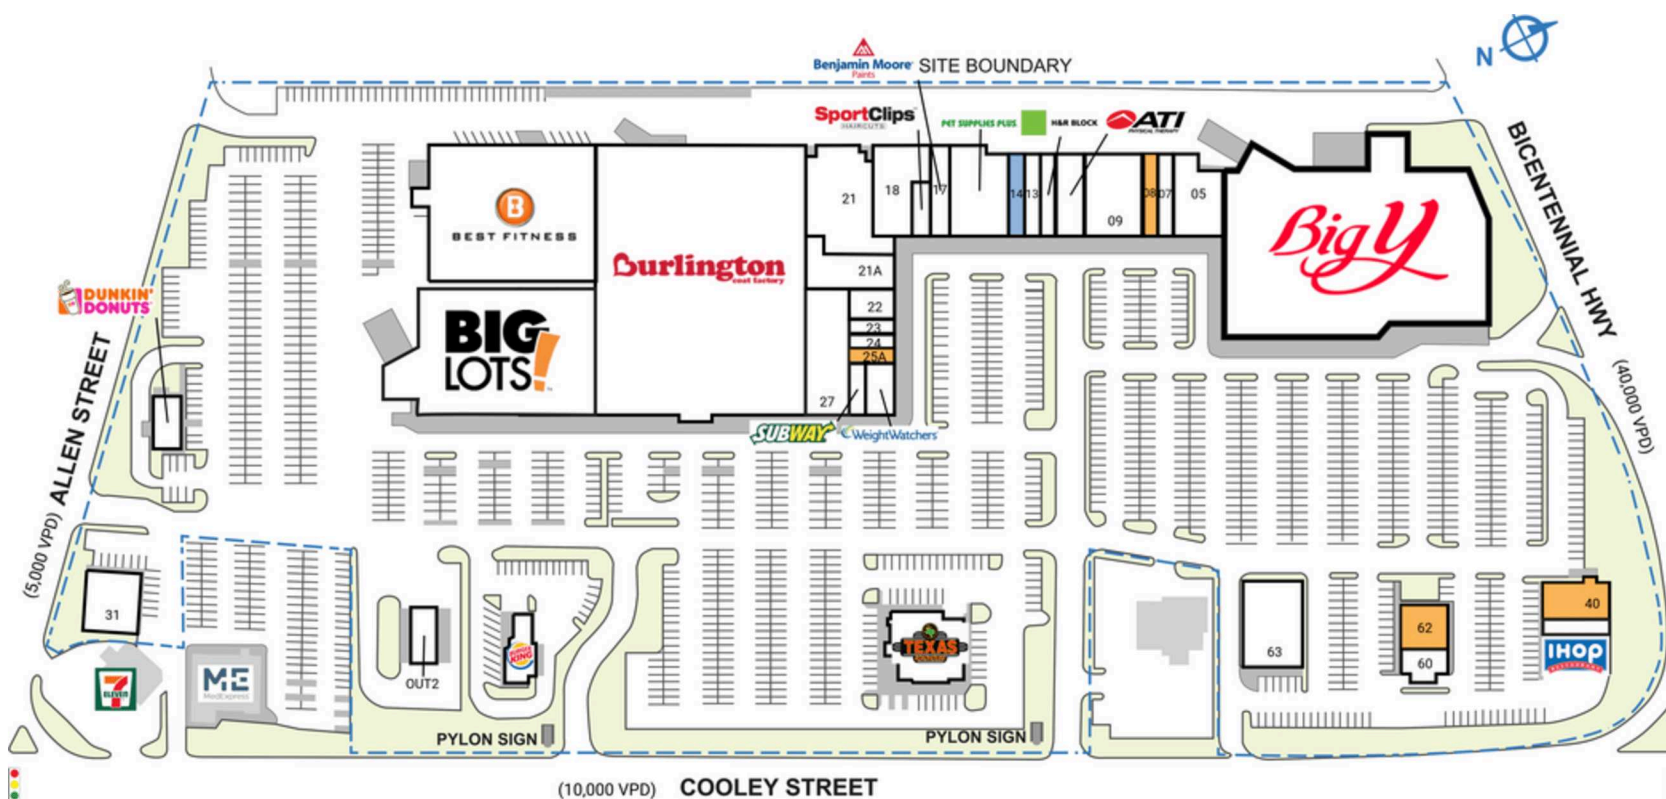 N
Benjamin Moore
Paints
SITE BOUNDARY
SportClips
HAIRCUTS
PET SUPPLIES PLUS
H&R BLOCK
ATI
PHYSICAL THERAPY
BICENTENNIAL HWY
(40,000 VPD)
B
BEST FITNESS
Burlington
coat factory
21
18
17
14
13
09
08
07
05
Big Y
21A
22
23
24
25A
27
BIG
LOTS!
SUBWAY
WeightWatchers
DUNKIN'
DONUTS
ALLEN STREET
(5,000 VPD)
31
7
ELEVEN
ME
MedExpress
OUT2
BURGER
KING
TEXAS
63
62
60
40
IHOP
RESTAURANT
PYLON SIGN
PYLON SIGN
(10,000 VPD) COOLEY STREET